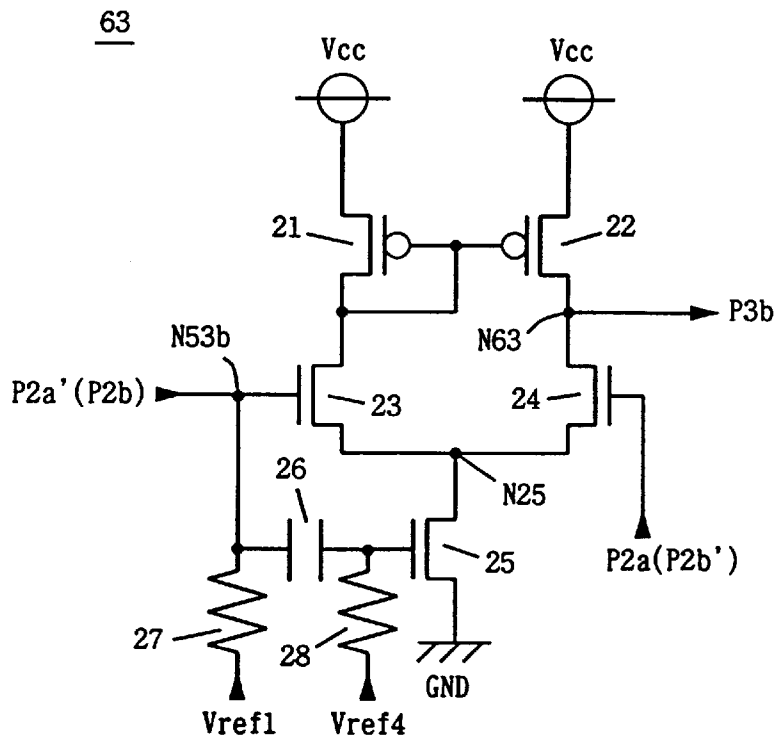 63
Vcc
Vcc
21
22
N63
P3b
N53b
P2a'(P2b)
23
24
26
N25
25
P2a(P2b')
27
28
GND
Vref1
Vref4